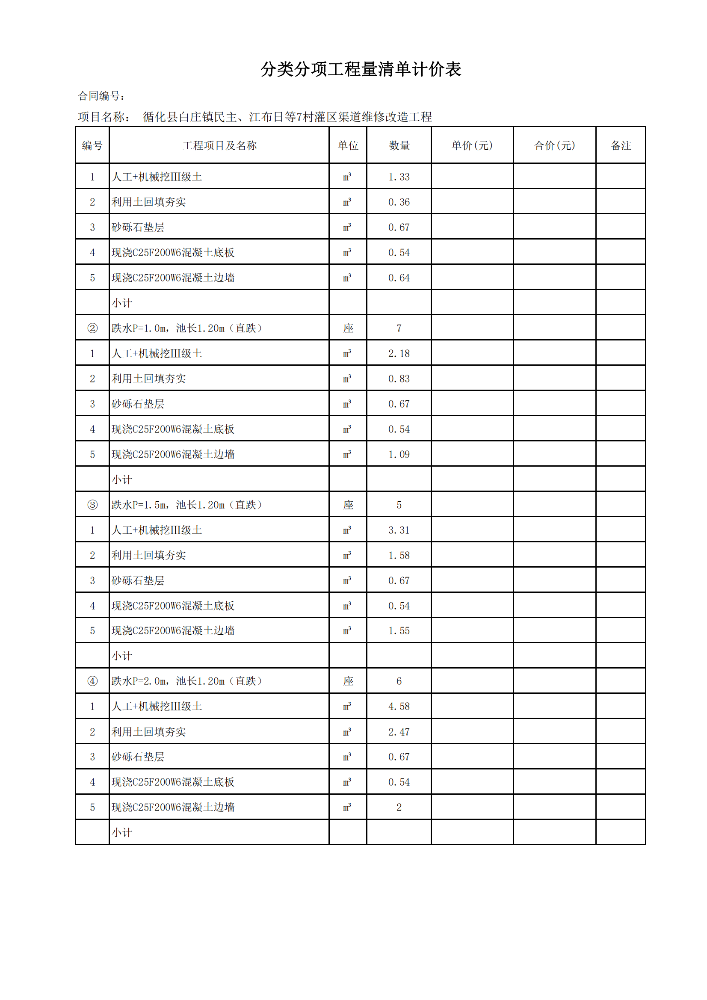 分类分项工程量清单计价表
合同编号：
项目名称： 循化县白庄镇民主、江布日等7村灌区渠道维修改造工程
编号 工程项目及名称 单位 数量 单价(元) 合价(元) 备注
1 人工+机械挖Ⅲ级土 m³ 1.33
2 利用土回填夯实 m³ 0.36
3 砂砾石垫层 m³ 0.67
4 现浇C25F200W6混凝土底板 m³ 0.54
5 现浇C25F200W6混凝土边墙 m³ 0.64
小计
② 跌水P=1.0m，池长1.20m（直跌） 座 7
1 人工+机械挖Ⅲ级土 m³ 2.18
2 利用土回填夯实 m³ 0.83
3 砂砾石垫层 m³ 0.67
4 现浇C25F200W6混凝土底板 m³ 0.54
5 现浇C25F200W6混凝土边墙 m³ 1.09
小计
③ 跌水P=1.5m，池长1.20m（直跌） 座 5
1 人工+机械挖Ⅲ级土 m³ 3.31
2 利用土回填夯实 m³ 1.58
3 砂砾石垫层 m³ 0.67
4 现浇C25F200W6混凝土底板 m³ 0.54
5 现浇C25F200W6混凝土边墙 m³ 1.55
小计
④ 跌水P=2.0m，池长1.20m（直跌） 座 6
1 人工+机械挖Ⅲ级土 m³ 4.58
2 利用土回填夯实 m³ 2.47
3 砂砾石垫层 m³ 0.67
4 现浇C25F200W6混凝土底板 m³ 0.54
5 现浇C25F200W6混凝土边墙 m³ 2
小计